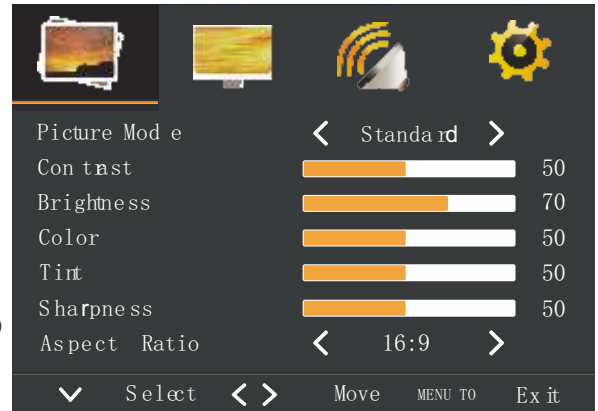 Picture Mode Standard
Contrast 50
Brightness 70
Color 50
Tint 50
Sharpness 50
Aspect Ratio 16:9
Select Move MENU TO Exit